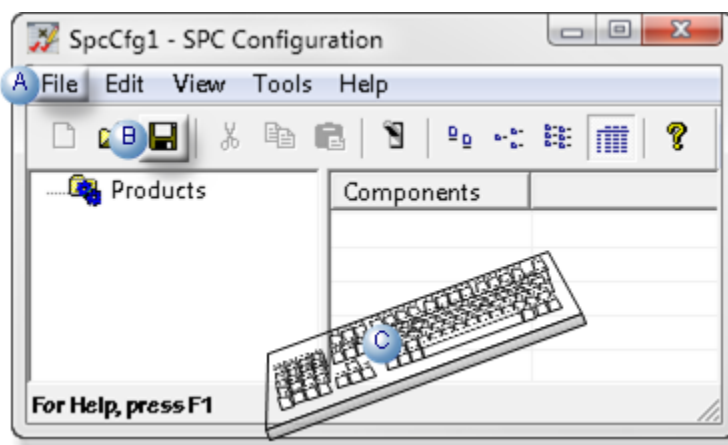 SpcCfg1 - SPC Configuration
A File Edit View Tools Help
B
Products
Components
C
For Help, press F1